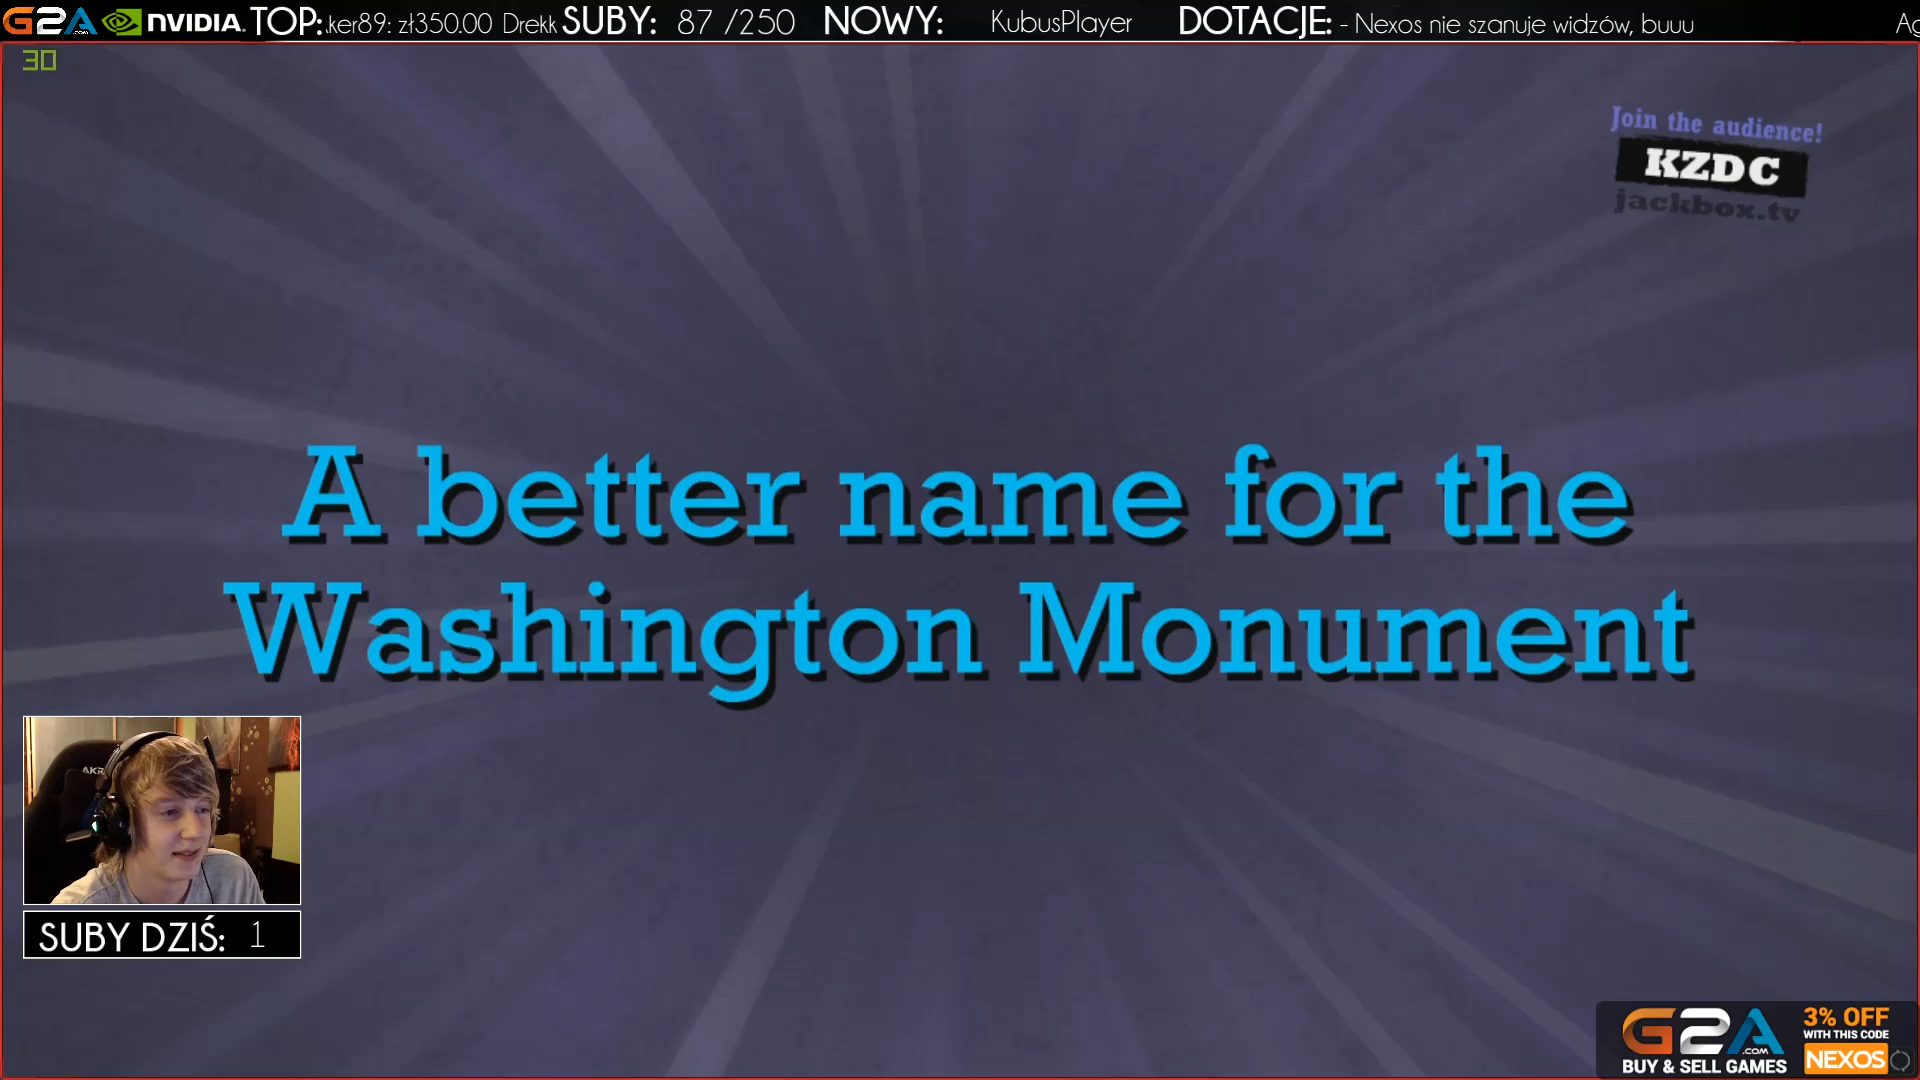 G2A .COM NVIDIA. TOP: ker89: zł350.00 Drekk SUBY: 87 /250 NOWY: KubusPlayer DOTACJE: - Nexos nie szanuje widzów, buuu
30
Join the audience!
KZDC
jackbox.tv
A better name for the
Washington Monument
SUBY DZIŚ: 1
G2A .COM
BUY & SELL GAMES
3% OFF
WITH THIS CODE
NEXOS